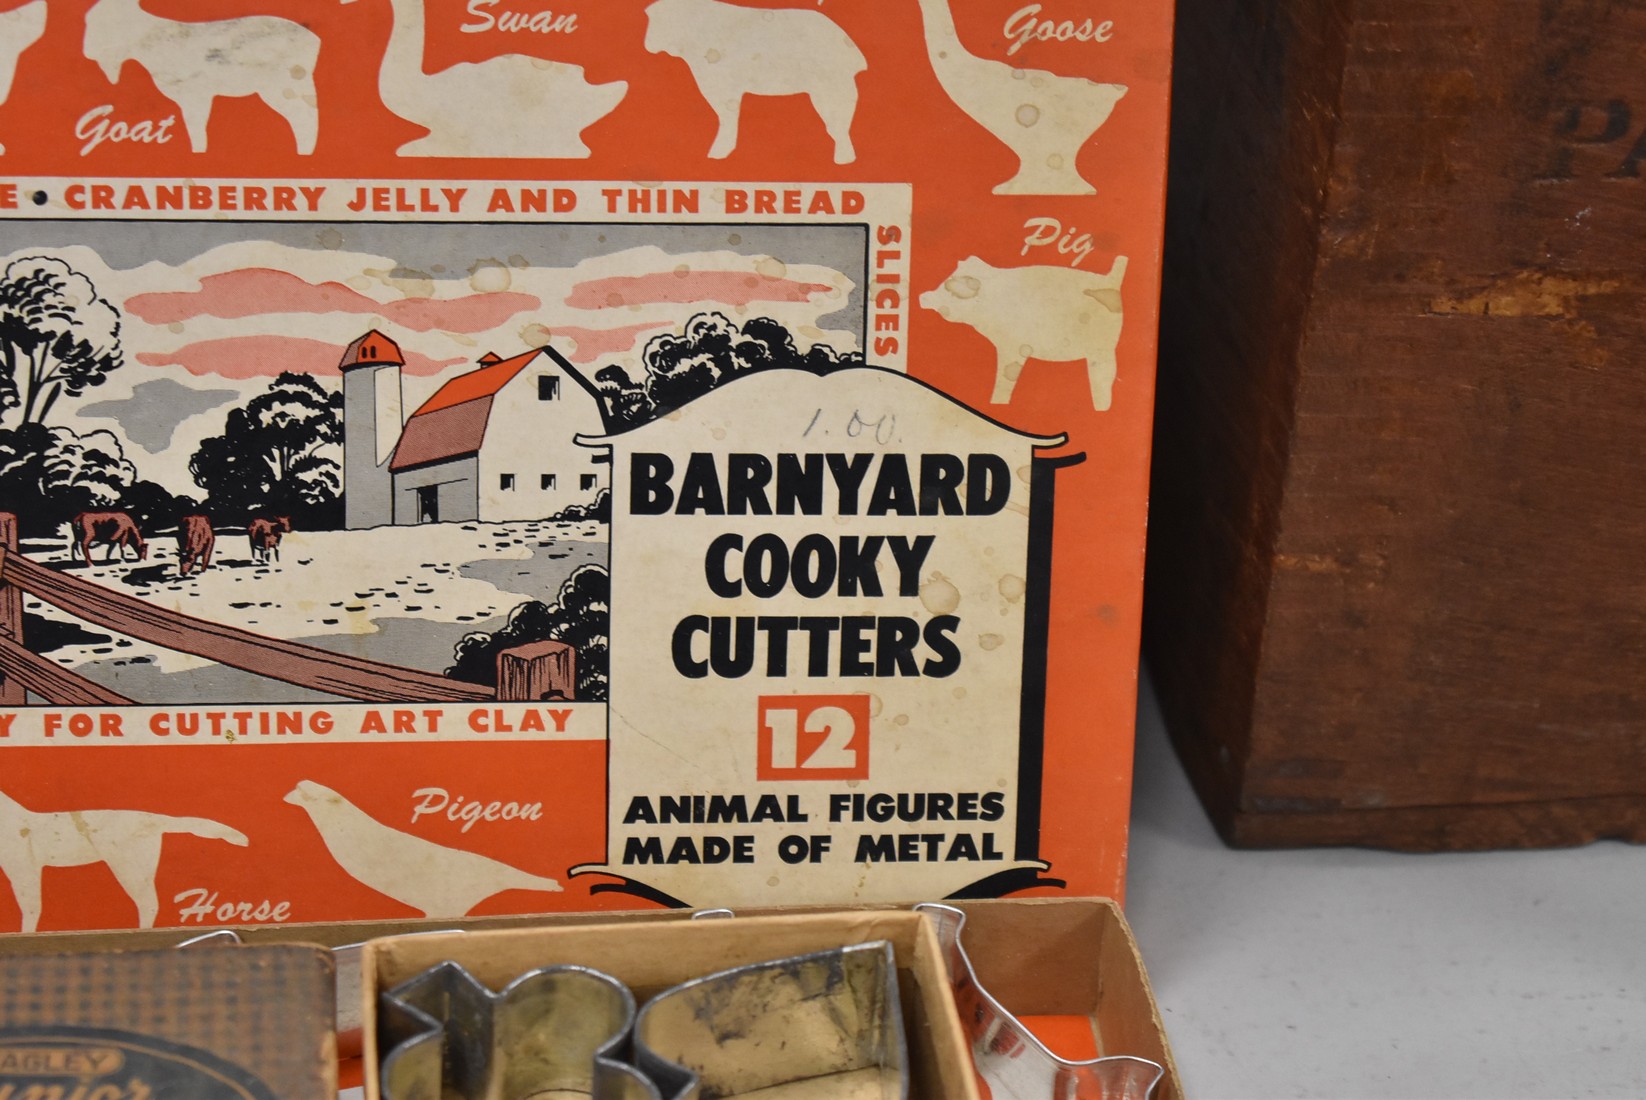 Swan
Goose
Goat
CRANBERRY JELLY AND THIN BREAD
SLICES
Pig
1.00
BARNYARD
COOKY
CUTTERS
12
ANIMAL FIGURES
MADE OF METAL
FOR CUTTING ART CLAY
Pigeon
Horse